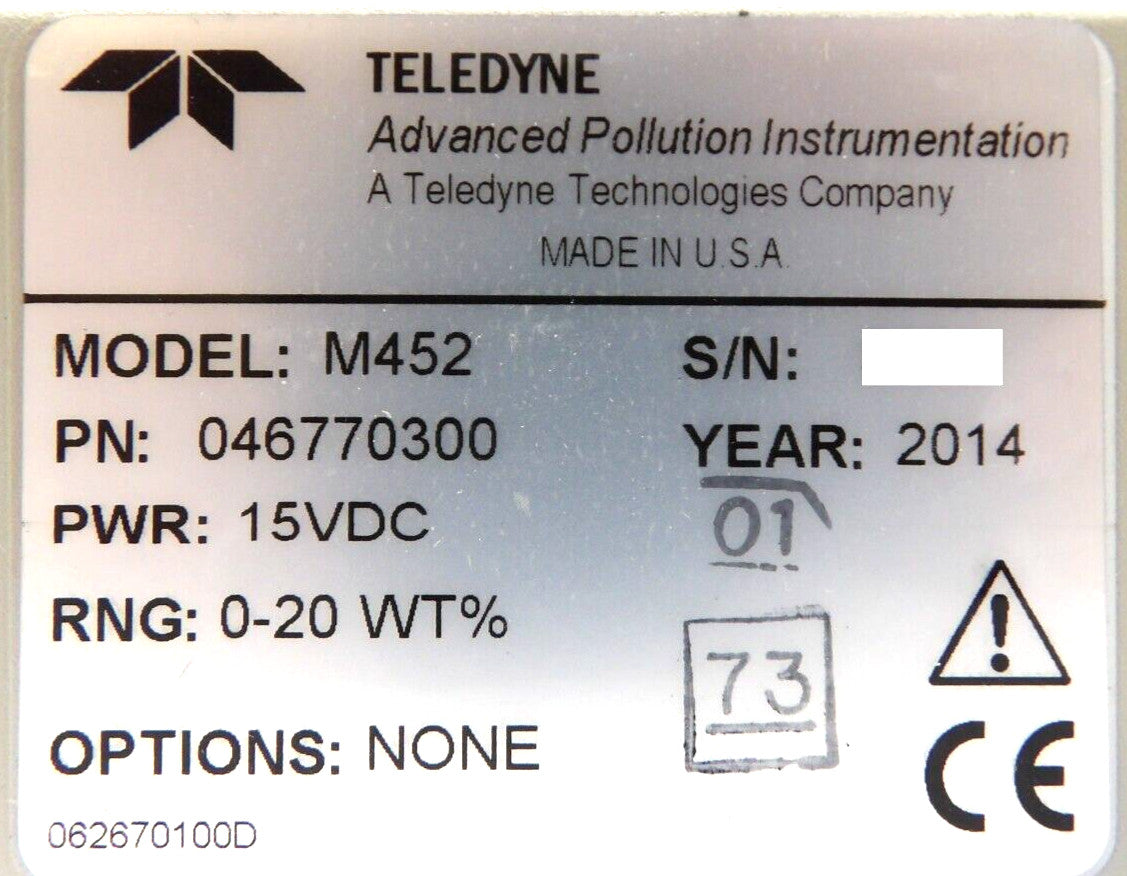 TELEDYNE
Advanced Pollution Instrumentation
A Teledyne Technologies Company
MADE IN U.S.A.
MODEL: M452
S/N:
PN: 046770300
YEAR: 2014
PWR: 15VDC
01
RNG: 0-20 WT%
73
OPTIONS: NONE
CE
062670100D